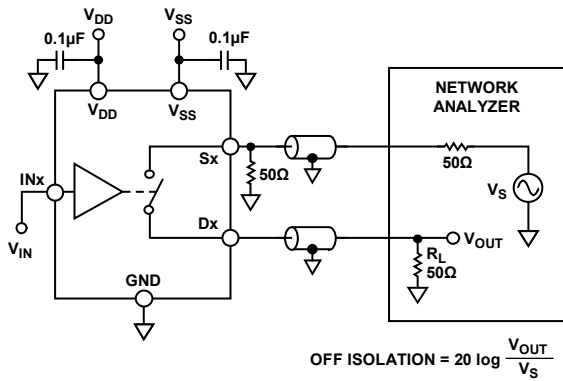 VDD
VSS
0.1µF
0.1µF
VDD
VSS
NETWORK
ANALYZER
Sx
50Ω
50Ω
INx
VS
VIN
Dx
VOUT
RL
50Ω
GND
OFF ISOLATION = 20 log VOUT
VS